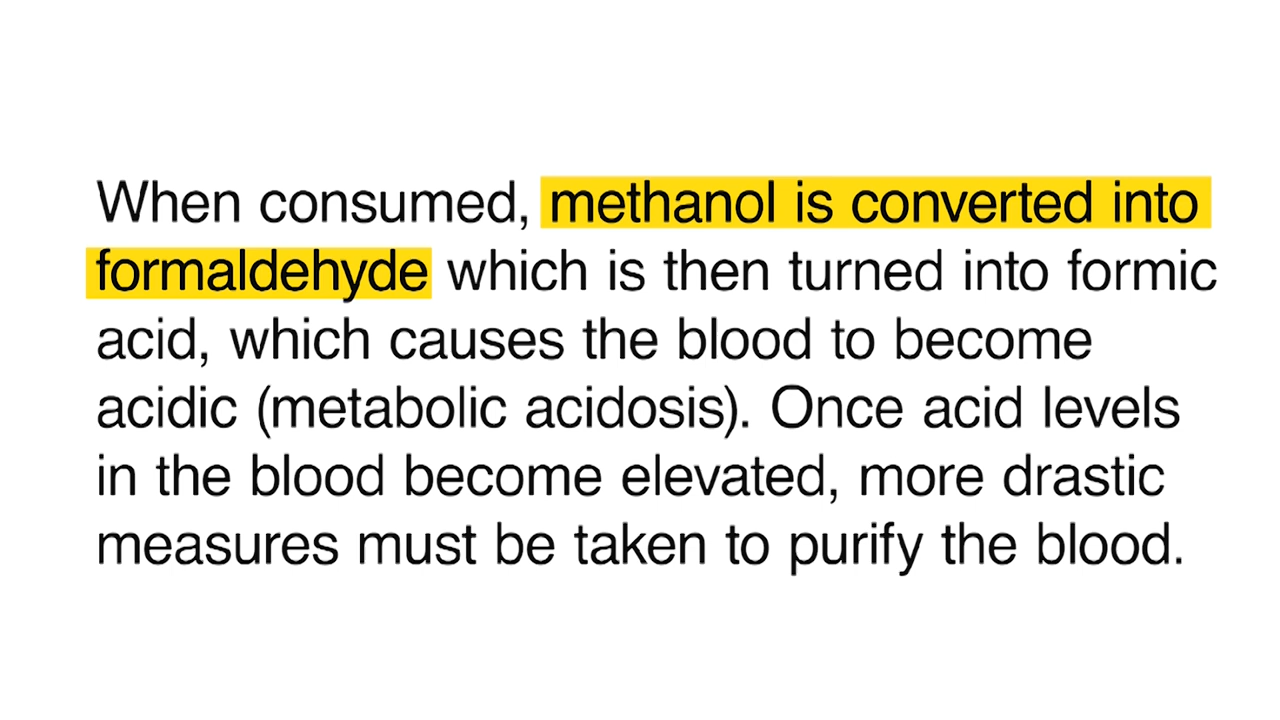 When consumed, methanol is converted into
formaldehyde which is then turned into formic
acid, which causes the blood to become
acidic (metabolic acidosis). Once acid levels
in the blood become elevated, more drastic
measures must be taken to purify the blood.